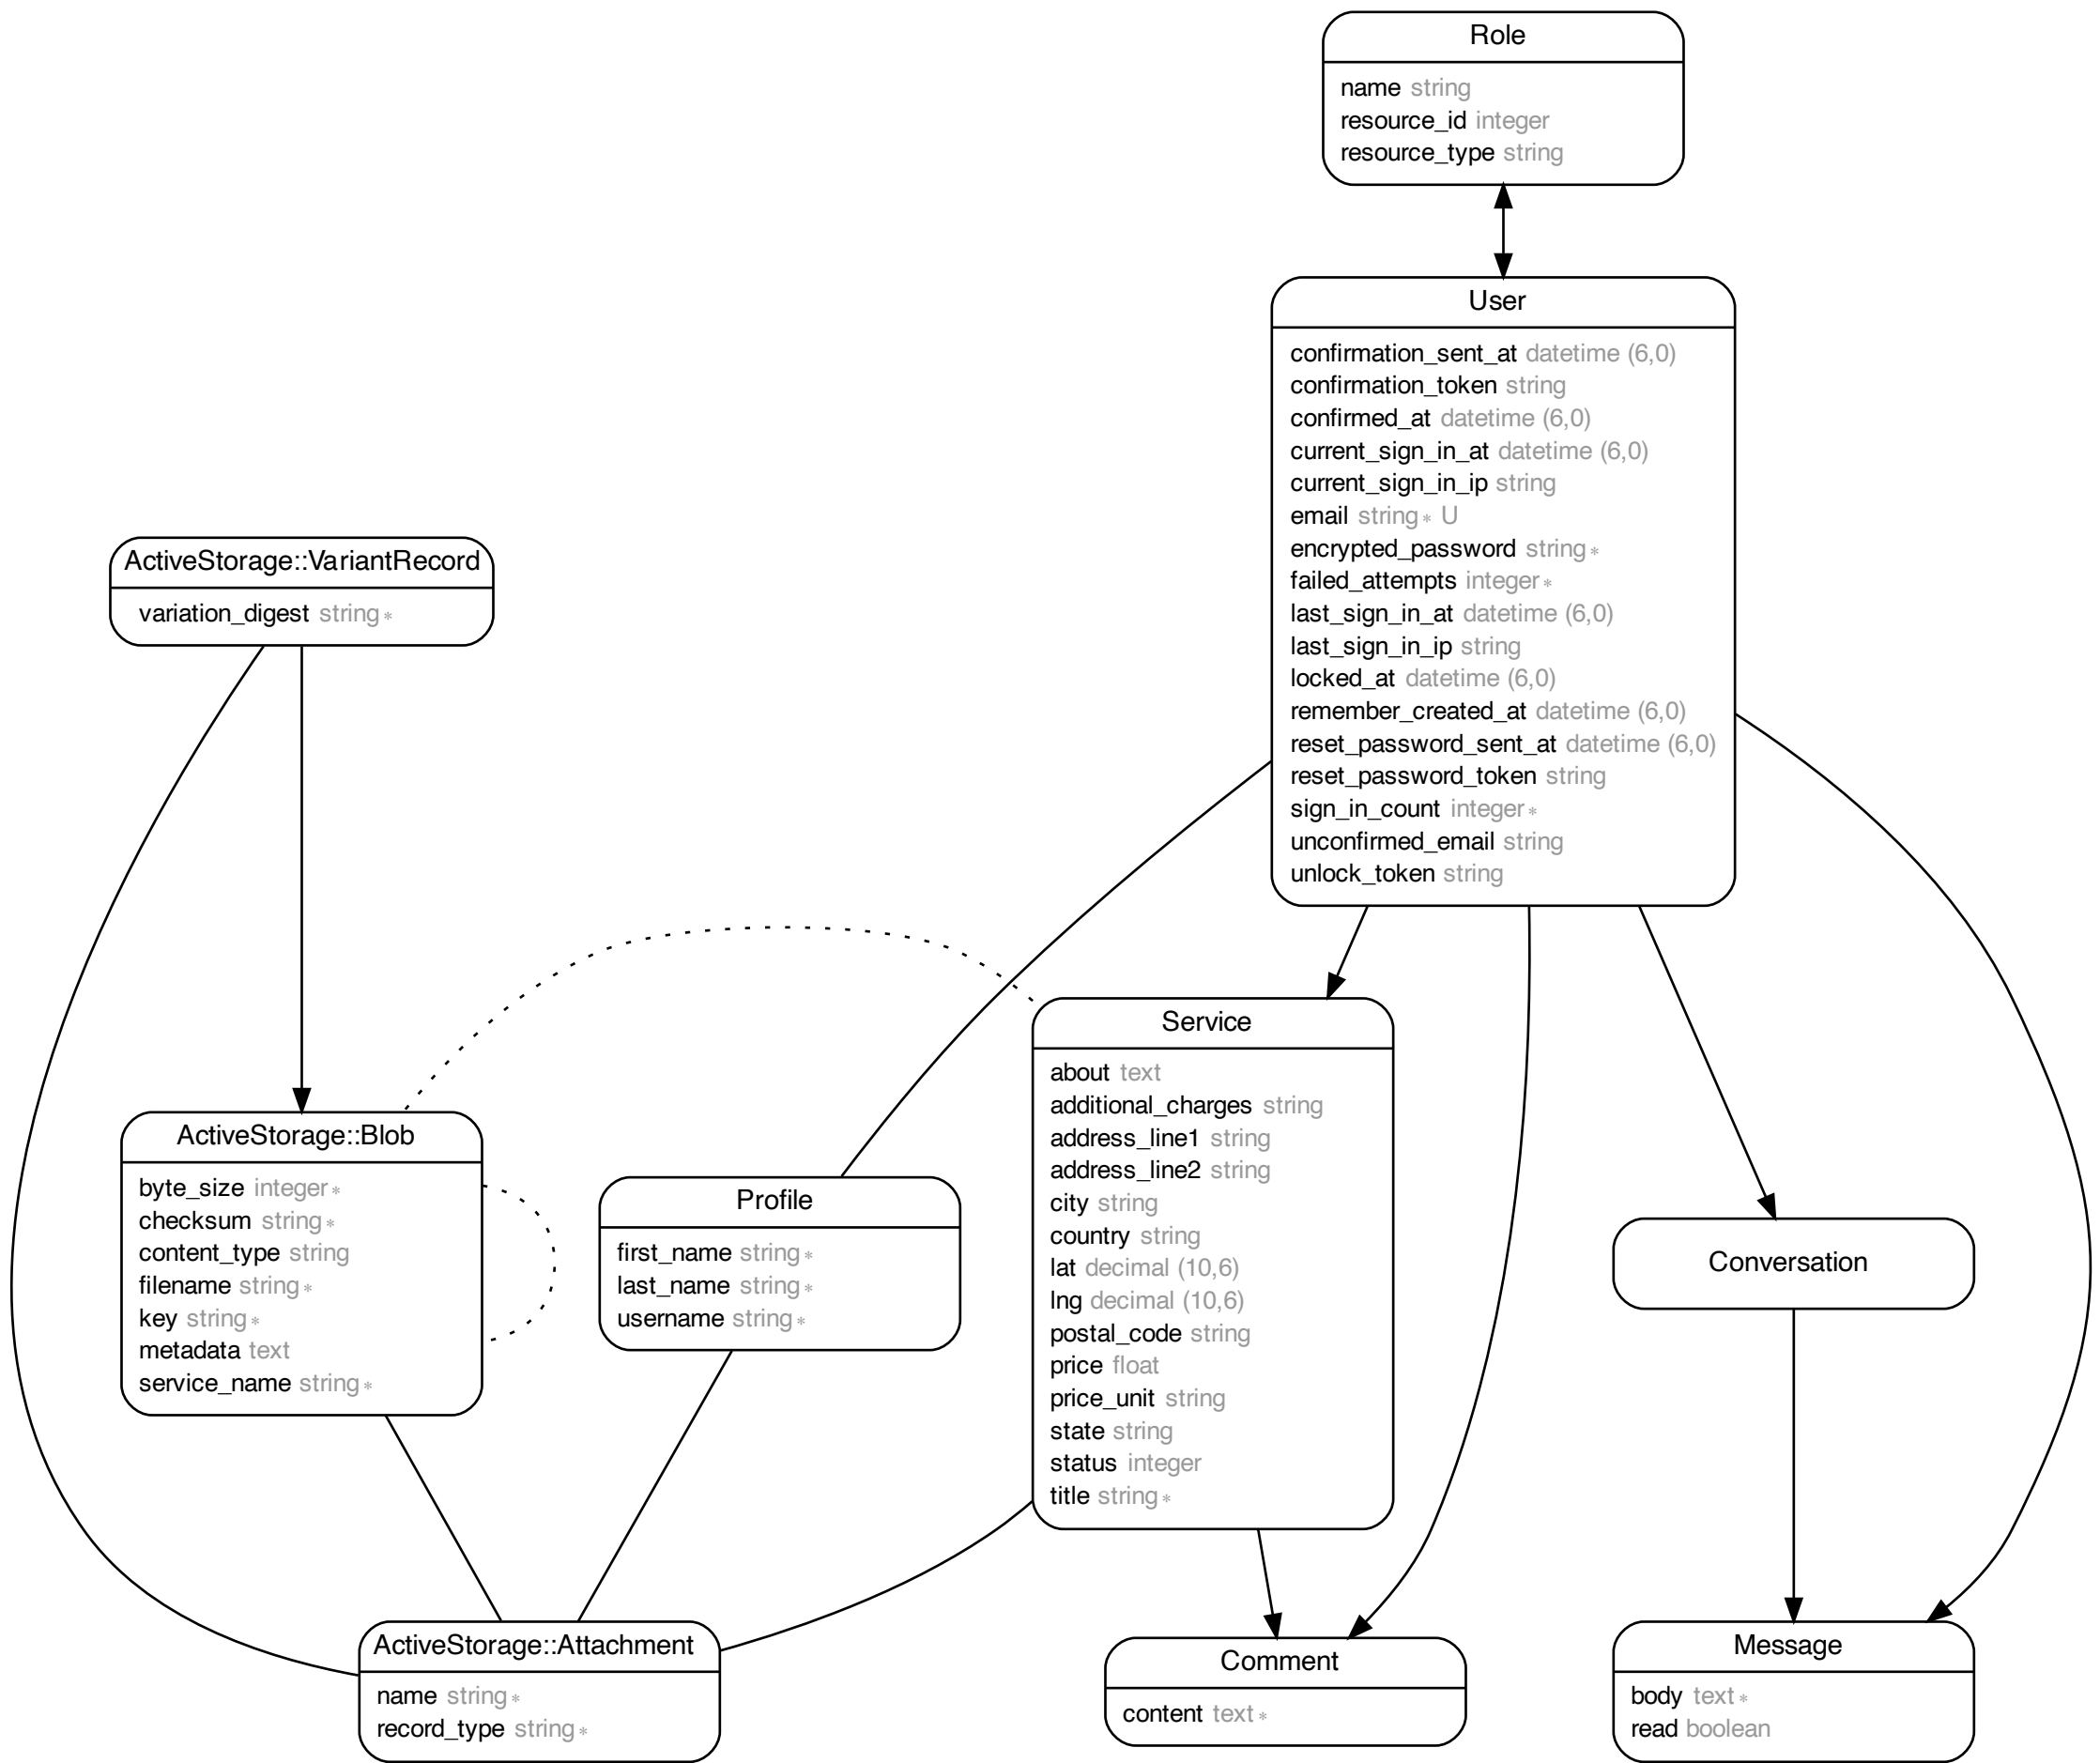 Role
name string
resource_id integer
resource_type string
User
confirmation_sent_at datetime (6,0)
confirmation_token string
confirmed_at datetime (6,0)
current_sign_in_at datetime (6,0)
current_sign_in_ip string
email string* U
encrypted_password string*
failed_attempts integer*
last_sign_in_at datetime (6,0)
last_sign_in_ip string
locked_at datetime (6,0)
remember_created_at datetime (6,0)
reset_password_sent_at datetime (6,0)
reset_password_token string
sign_in_count integer*
unconfirmed_email string
unlock_token string
ActiveStorage::VariantRecord
variation_digest string*
ActiveStorage::Blob
byte_size integer*
checksum string*
content_type string
filename string*
key string*
metadata text
service_name string*
Profile
first_name string*
last_name string*
username string*
Service
about text
additional_charges string
address_line1 string
address_line2 string
city string
country string
lat decimal (10,6)
lng decimal (10,6)
postal_code string
price float
price_unit string
state string
status integer
title string*
Conversation
ActiveStorage::Attachment
name string*
record_type string*
Comment
content text*
Message
body text*
read boolean